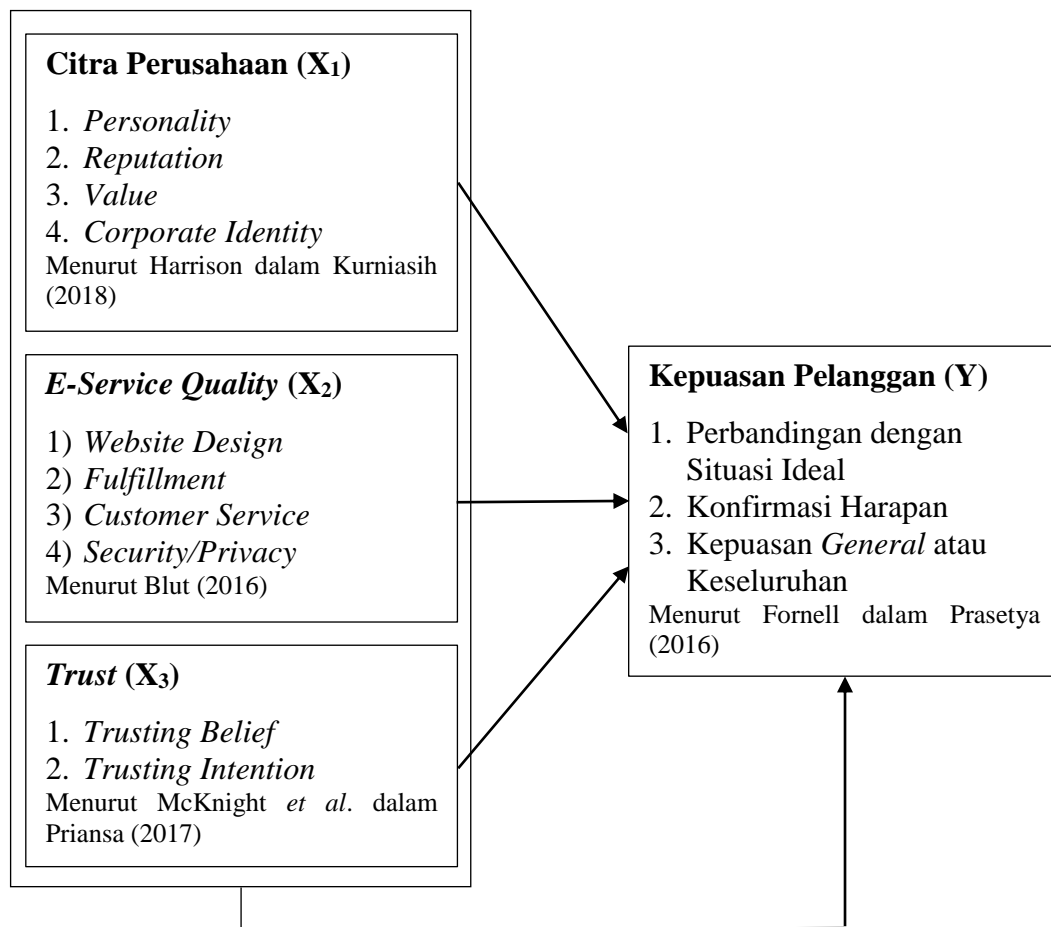 Citra Perusahaan (X₁)
1. Personality
2. Reputation
3. Value
4. Corporate Identity
Menurut Harrison dalam Kurniasih
(2018)
E-Service Quality (X₂)
1) Website Design
2) Fulfillment
3) Customer Service
4) Security/Privacy
Menurut Blut (2016)
Trust (X₃)
1. Trusting Belief
2. Trusting Intention
Menurut McKnight et al. dalam
Priansa (2017)
Kepuasan Pelanggan (Y)
1. Perbandingan dengan
Situasi Ideal
2. Konfirmasi Harapan
3. Kepuasan General atau
Keseluruhan
Menurut Fornell dalam Prasetya
(2016)